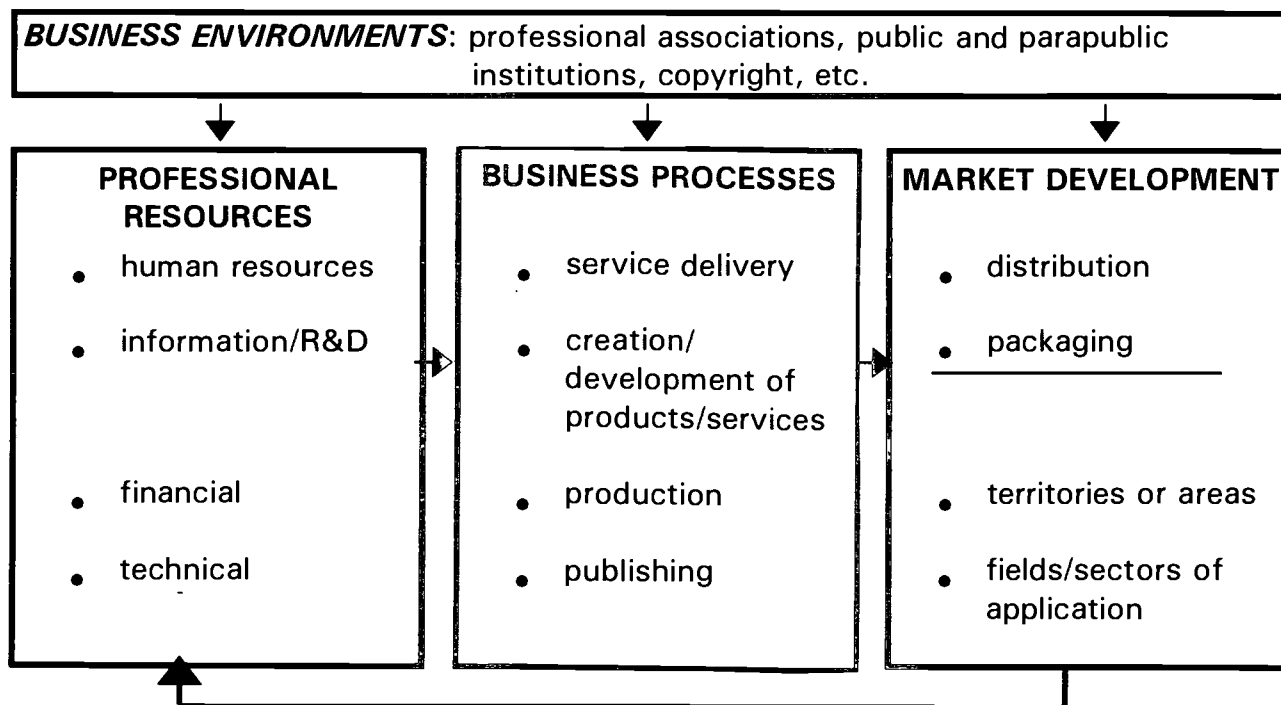 BUSINESS ENVIRONMENTS: professional associations, public and parapublic
institutions, copyright, etc.
PROFESSIONAL
RESOURCES
• human resources
• information/R&D
• financial
• technical
BUSINESS PROCESSES
• service delivery
• creation/
development of
products/services
• production
• publishing
MARKET DEVELOPMENT
• distribution
• packaging
• territories or areas
• fields/sectors of
application